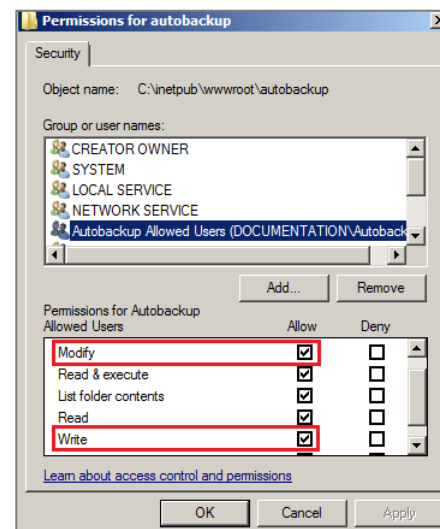 Permissions for autobackup
Security
Object name: C:\inetpub\wwwroot\autobackup
Group or user names:
CREATOR OWNER
SYSTEM
LOCAL SERVICE
NETWORK SERVICE
Autobackup Allowed Users (DOCUMENTATION\Autoback
Add... Remove
Permissions for Autobackup
Allowed Users Allow Deny
Modify
Read & execute
List folder contents
Read
Write
Learn about access control and permissions
OK Cancel Apply